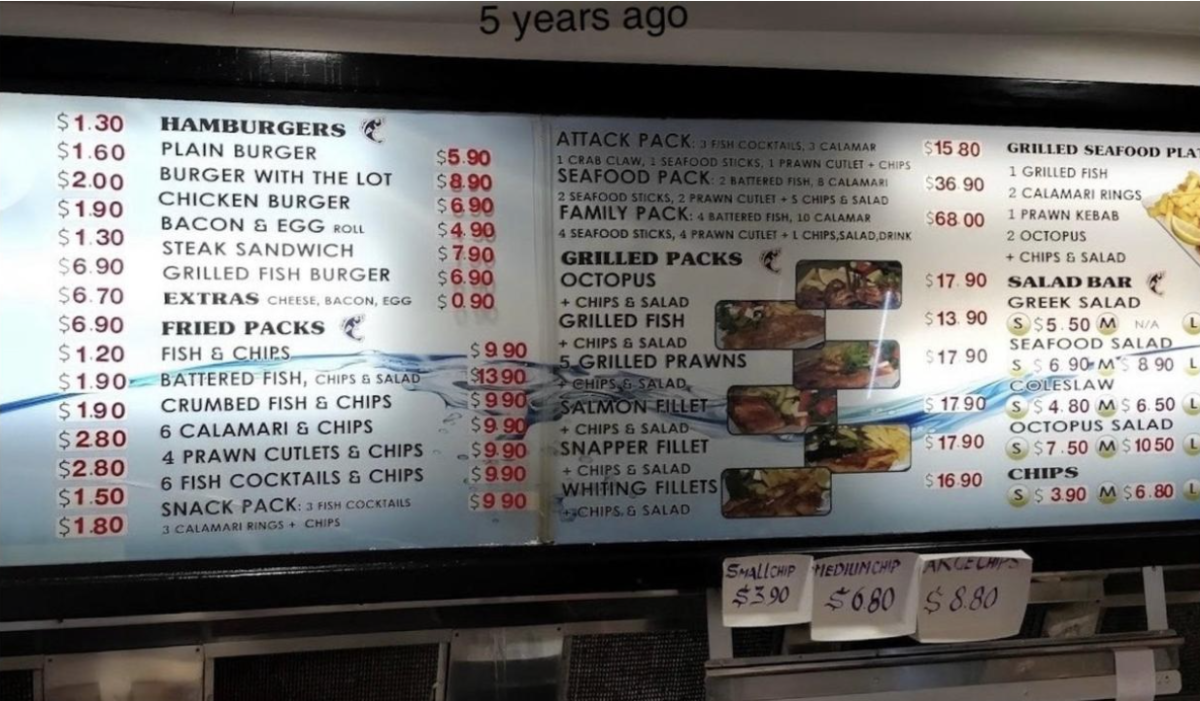 5 years ago
$1.30
$1.60
$2.00
$1.90
$1.30
$6.90
$6.70
$6.90
$1.20
$1.90
$1.90
$2.80
$2.80
$1.50
$1.80
HAMBURGERS
PLAIN BURGER $5.90
BURGER WITH THE LOT $8.90
CHICKEN BURGER $6.90
BACON & EGG ROLL $4.90
STEAK SANDWICH $7.90
GRILLED FISH BURGER $6.90
EXTRAS CHEESE, BACON, EGG $0.90
FRIED PACKS
FISH & CHIPS $9.90
BATTERED FISH, CHIPS & SALAD $13.90
CRUMBED FISH & CHIPS $9.90
6 CALAMARI & CHIPS $9.90
4 PRAWN CUTLETS & CHIPS $9.90
6 FISH COCKTAILS & CHIPS $9.90
SNACK PACK: 3 FISH COCKTAILS $9 90
3 CALAMARI RINGS + CHIPS
ATTACK PACK: 3 FISH COCKTAILS, 3 CALAMAR $15 80
1 CRAB CLAW, 1 SEAFOOD STICKS, 1 PRAWN CUTLET + CHIPS
SEAFOOD PACK: 2 BATTERED FISH, 8 CALAMARI $36.90
2 SEAFOOD STICKS, 2 PRAWN CUTLET + S CHIPS & SALAD
FAMILY PACK: 4 BATTERED FISH, 10 CALAMAR $68.00
4 SEAFOOD STICKS, 4 PRAWN CUTLET + L CHIPS,SALAD,DRINK
GRILLED PACKS
OCTOPUS $17.90
+ CHIPS & SALAD
GRILLED FISH $13.90
+ CHIPS & SALAD
5 GRILLED PRAWNS $17 90
+ CHIPS & SALAD
SALMON FILLET $17.90
+ CHIPS & SALAD
SNAPPER FILLET $17.90
+ CHIPS & SALAD
WHITING FILLETS $16.90
+ CHIPS & SALAD
GRILLED SEAFOOD PLA
1 GRILLED FISH
2 CALAMARI RINGS
1 PRAWN KEBAB
2 OCTOPUS
+ CHIPS & SALAD
SALAD BAR
GREEK SALAD
S $5.50 M N/A L
SEAFOOD SALAD
S $6 90 M $8 90 L
COLESLAW
S $4.80 M $6.50 L
OCTOPUS SALAD
S $7.50 M $10 50 L
CHIPS
S $3.90 M $6.80 L
SMALL CHIP
$3.90
MEDIUM CHIP
$6.80
ARGE CHIPS
$8.80